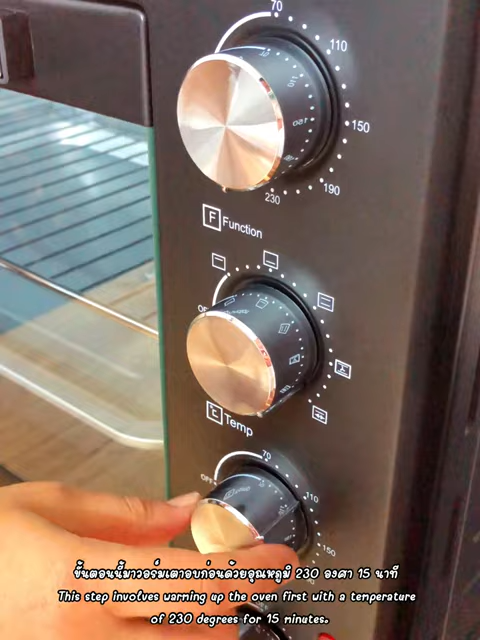 70
110
150
190
230
F Function
OFF
℃ Temp
70
OFF
110
150
ขั้นตอนนี้มาวอร์มเตาอบก่อนด้วยอุณหภูมิ 230 องศา 15 นาที
This step involves warming up the oven first with a temperature
of 230 degrees for 15 minutes.